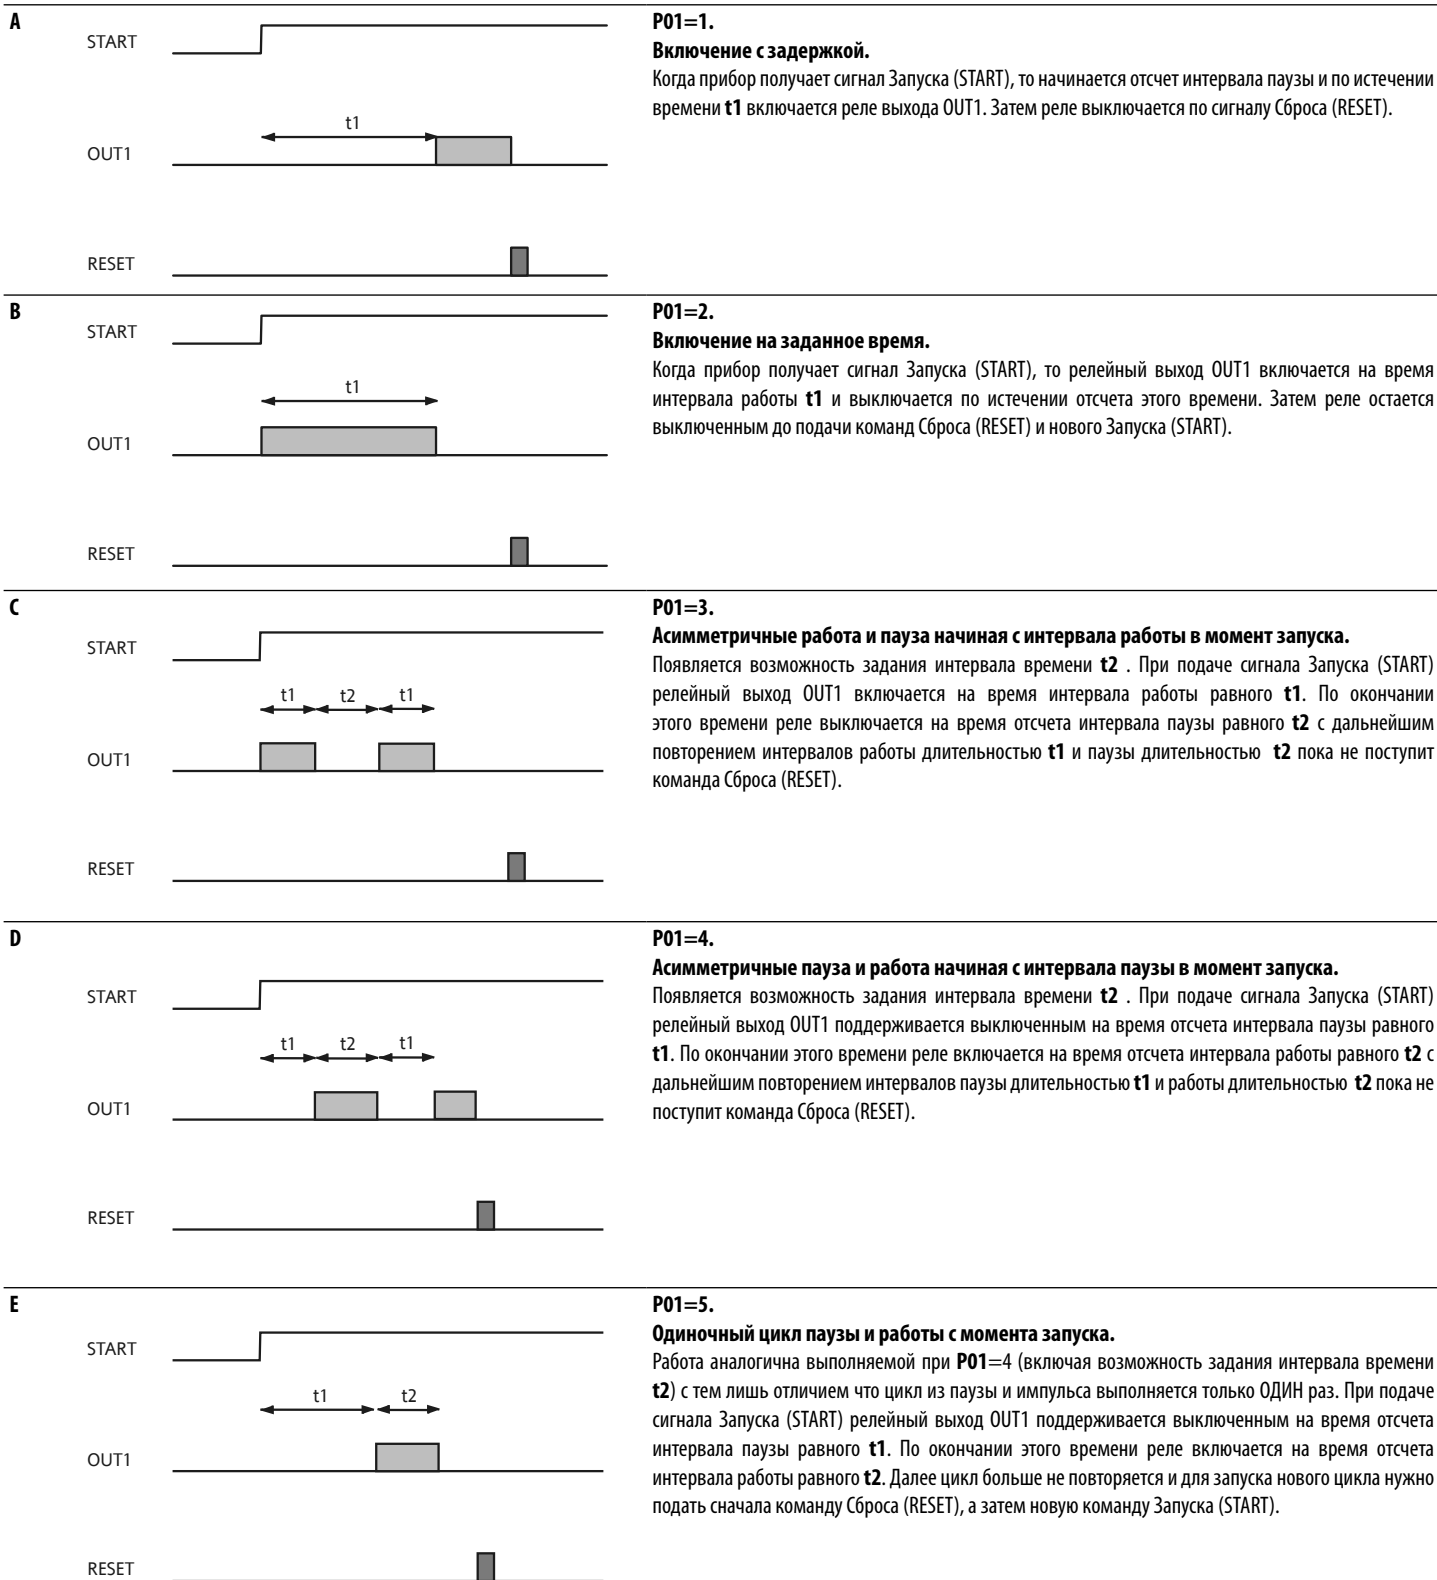 A
START
t1
OUT1
RESET
P01=1.
Включение с задержкой.
Когда прибор получает сигнал Запуска (START), то начинается отсчет интервала паузы и по истечении
времени t1 включается реле выхода OUT1. Затем реле выключается по сигналу Сброса (RESET).
B
START
t1
OUT1
RESET
P01=2.
Включение на заданное время.
Когда прибор получает сигнал Запуска (START), то релейный выход OUT1 включается на время
интервала работы t1 и выключается по истечении отсчета этого времени. Затем реле остается
выключенным до подачи команд Сброса (RESET) и нового Запуска (START).
C
START
t1 t2 t1
OUT1
RESET
P01=3.
Асимметричные работа и пауза начиная с интервала работы в момент запуска.
Появляется возможность задания интервала времени t2 . При подаче сигнала Запуска (START)
релейный выход OUT1 включается на время интервала работы равного t1. По окончании
этого времени реле выключается на время отсчета интервала паузы равного t2 с дальнейшим
повторением интервалов работы длительностью t1 и паузы длительностью t2 пока не поступит
команда Сброса (RESET).
D
START
t1 t2 t1
OUT1
RESET
P01=4.
Асимметричные пауза и работа начиная с интервала паузы в момент запуска.
Появляется возможность задания интервала времени t2 . При подаче сигнала Запуска (START)
релейный выход OUT1 поддерживается выключенным на время отсчета интервала паузы равного
t1. По окончании этого времени реле включается на время отсчета интервала работы равного t2 с
дальнейшим повторением интервалов паузы длительностью t1 и работы длительностью t2 пока не
поступит команда Сброса (RESET).
E
START
t1 t2
OUT1
RESET
P01=5.
Одиночный цикл паузы и работы с момента запуска.
Работа аналогична выполняемой при P01=4 (включая возможность задания интервала времени
t2) с тем лишь отличием что цикл из паузы и импульса выполняется только ОДИН раз. При подаче
сигнала Запуска (START) релейный выход OUT1 поддерживается выключенным на время отсчета
интервала паузы равного t1. По окончании этого времени реле включается на время отсчета
интервала работы равного t2. Далее цикл больше не повторяется и для запуска нового цикла нужно
подать сначала команду Сброса (RESET), а затем новую команду Запуска (START).